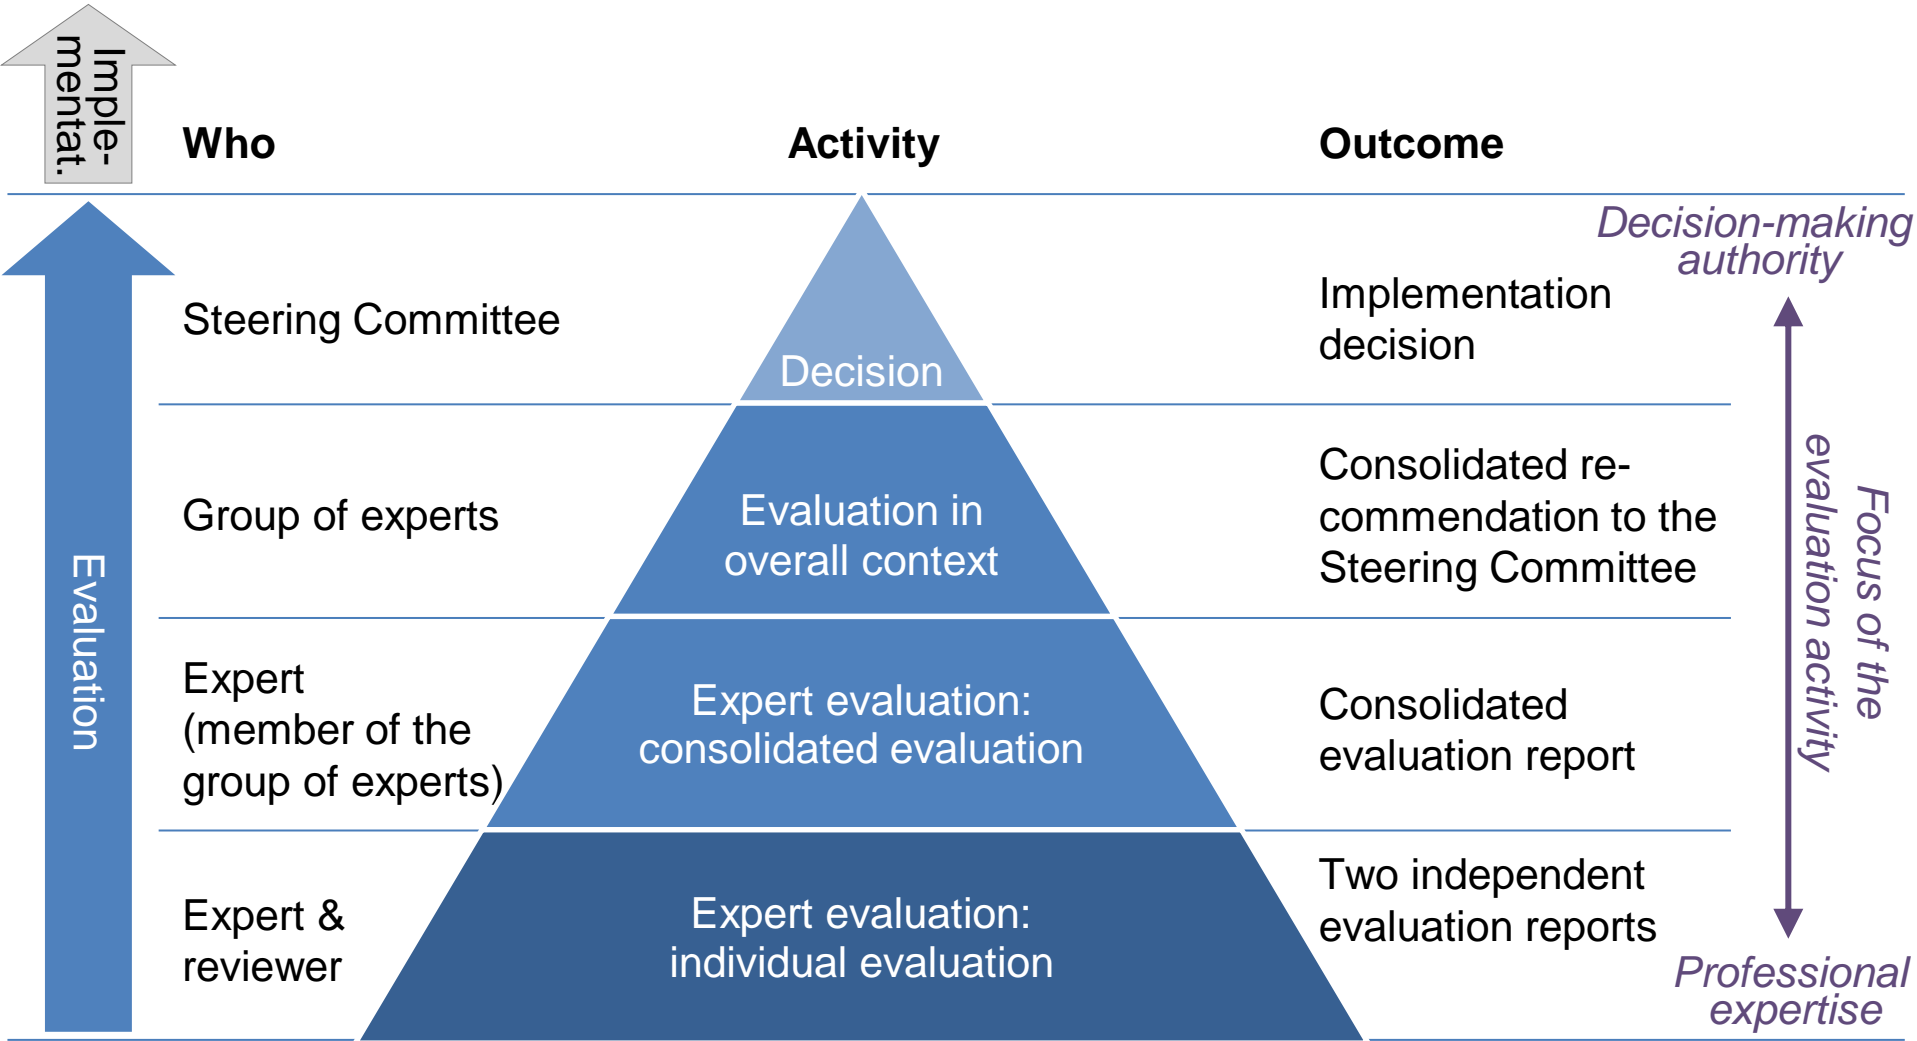 Imple-
mentat.
Who
Activity
Outcome
Decision-making
authority
Steering Committee
Decision
Implementation
decision
Group of experts
Evaluation in
overall context
Consolidated re-
commendation to the
Steering Committee
Evaluation
Focus of the
evaluation activity
Expert
(member of the
group of experts)
Expert evaluation:
consolidated evaluation
Consolidated
evaluation report
Expert &
reviewer
Expert evaluation:
individual evaluation
Two independent
evaluation reports
Professional
expertise